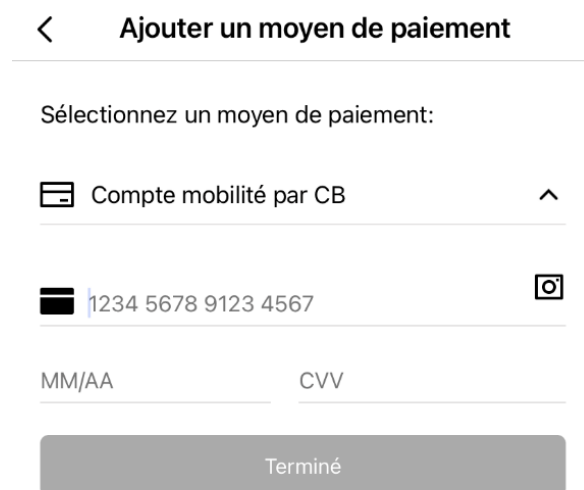 Ajouter un moyen de paiement
Sélectionnez un moyen de paiement:
Compte mobilité par CB
1234 5678 9123 4567
MM/AA CVV
Terminé